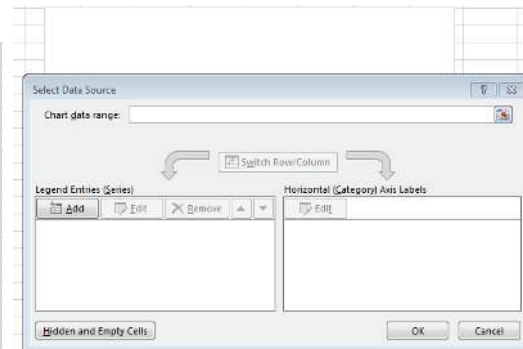 Select Data Source
Chart data range:
Switch Row/Column
Legend Entries (Series)
Horizontal (Category) Axis Labels
Add Edit Remove
Edit
Hidden and Empty Cells
OK Cancel